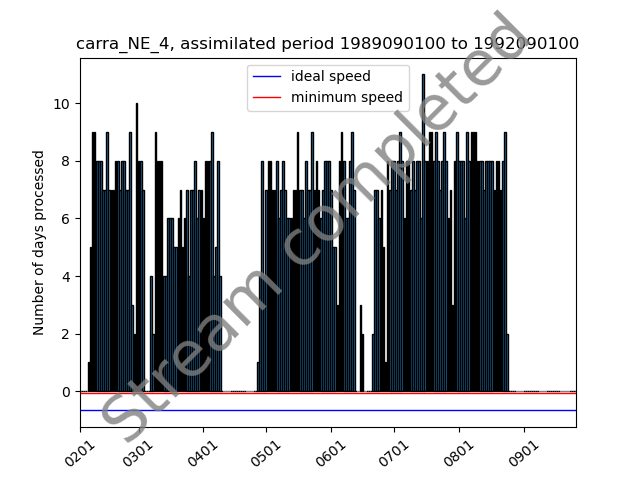 carra_NE_4, assimilated period 1989090100 to 1992090100
ideal speed
minimum speed
Number of days processed
10
8
6
4
2
0
0201
0301
0401
0501
0601
0701
0801
0901
Stream completed